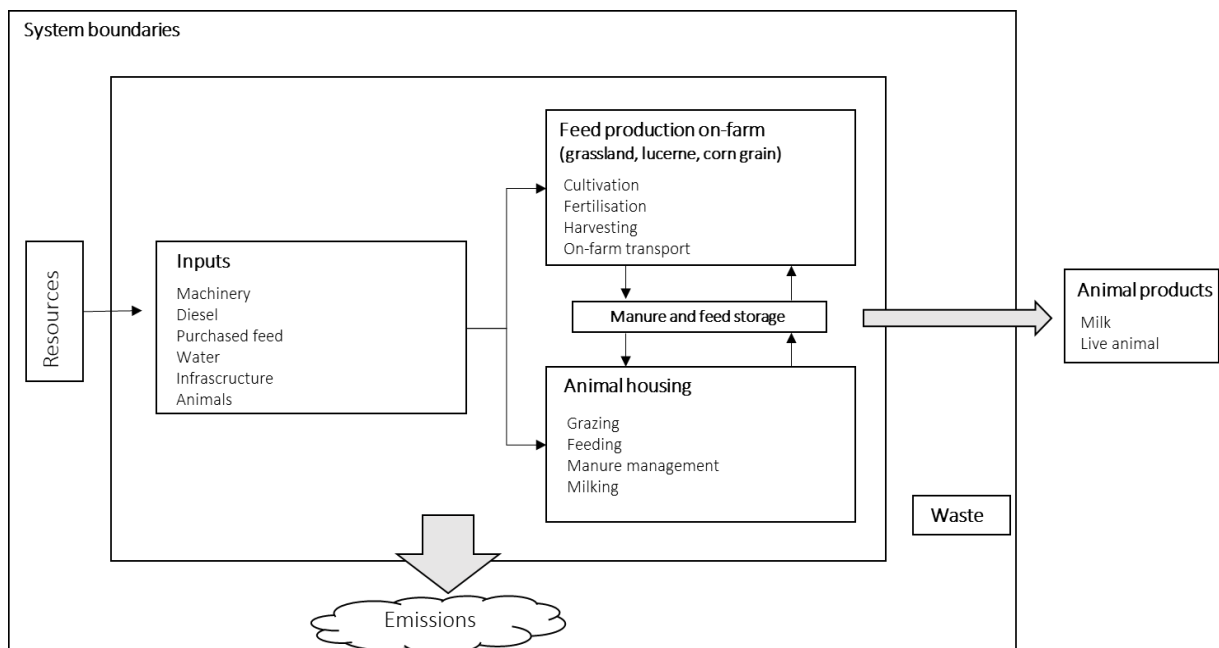 System boundaries
Resources
Inputs
Machinery
Diesel
Purchased feed
Water
Infrascructure
Animals
Feed production on-farm
(grassland, lucerne, corn grain)
Cultivation
Fertilisation
Harvesting
On-farm transport
Manure and feed storage
Animal housing
Grazing
Feeding
Manure management
Milking
Animal products
Milk
Live animal
Waste
Emissions